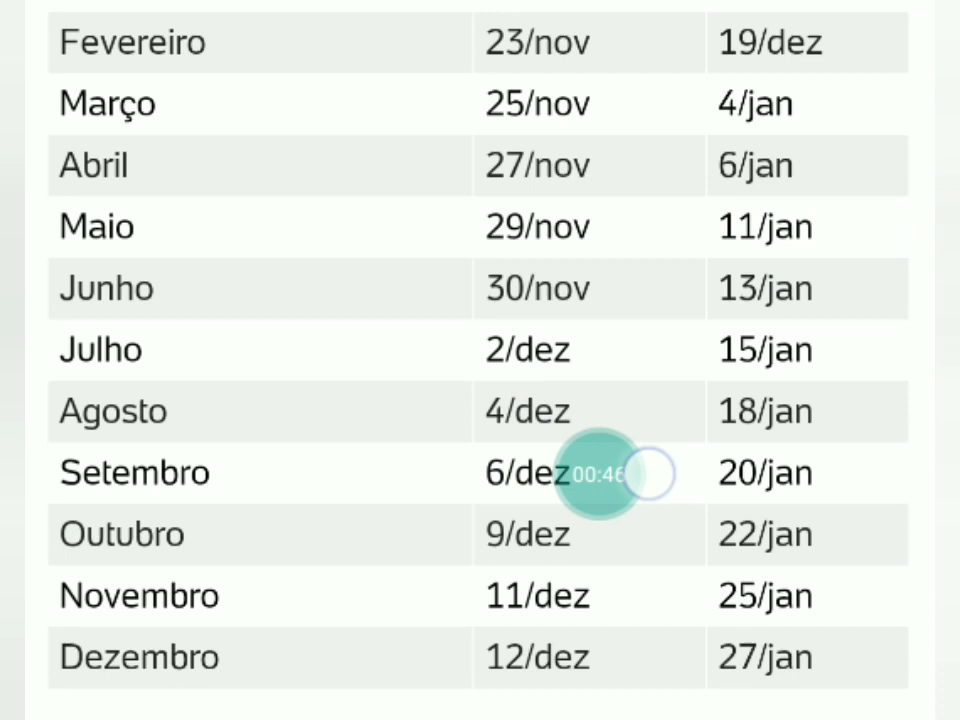 Fevereiro 23/nov 19/dez
Março 25/nov 4/jan
Abril 27/nov 6/jan
Maio 29/nov 11/jan
Junho 30/nov 13/jan
Julho 2/dez 15/jan
Agosto 4/dez 18/jan
Setembro 6/dez 00:46 20/jan
Outubro 9/dez 22/jan
Novembro 11/dez 25/jan
Dezembro 12/dez 27/jan